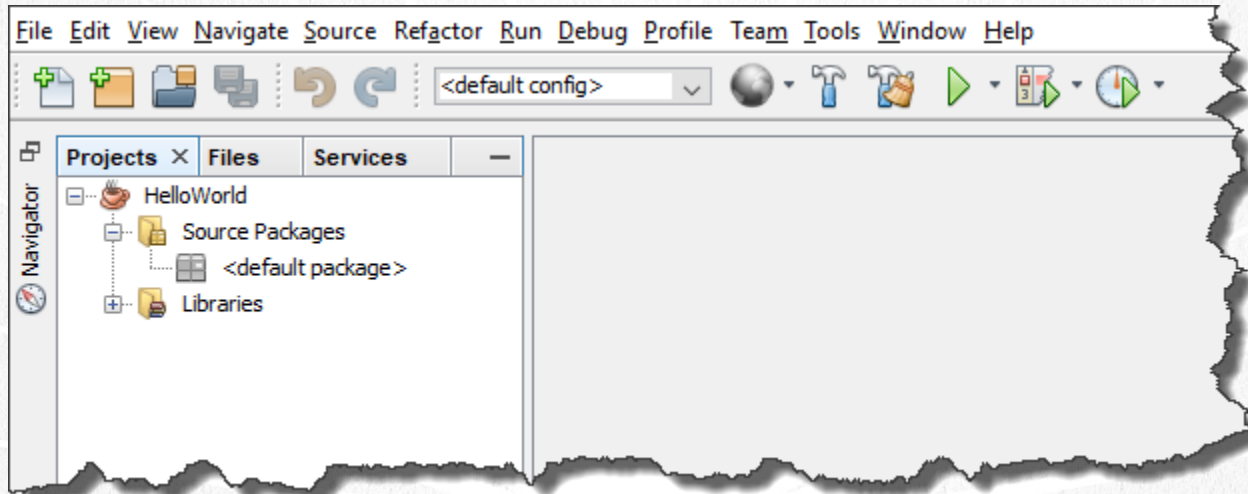 File Edit View Navigate Source Refactor Run Debug Profile Team Tools Window Help
<default config>
Projects Files Services
Navigator
HelloWorld
Source Packages
<default package>
Libraries